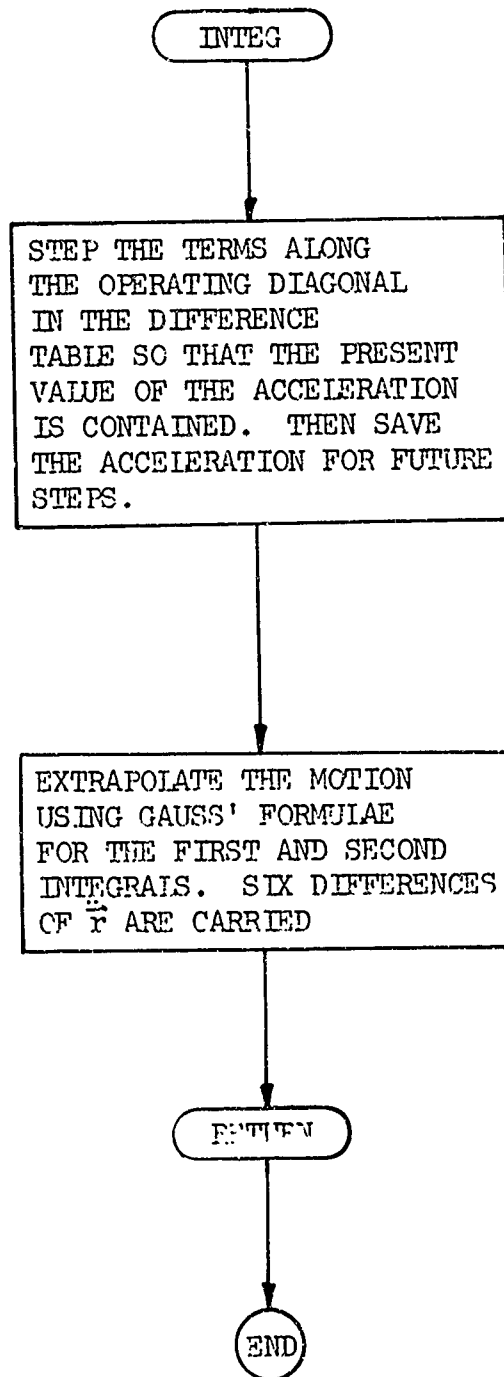 INTEG
STEP THE TERMS ALONG
THE OPERATING DIAGONAL
IN THE DIFFERENCE
TABLE SO THAT THE PRESENT
VALUE OF THE ACCELERATION
IS CONTAINED. THEN SAVE
THE ACCELERATION FOR FUTURE
STEPS.
EXTRAPOLATE THE MOTION
USING GAUSS' FORMULAE
FOR THE FIRST AND SECOND
INTEGRALS. SIX DIFFERENCES
OF r̈⃗ ARE CARRIED
RETURN
END